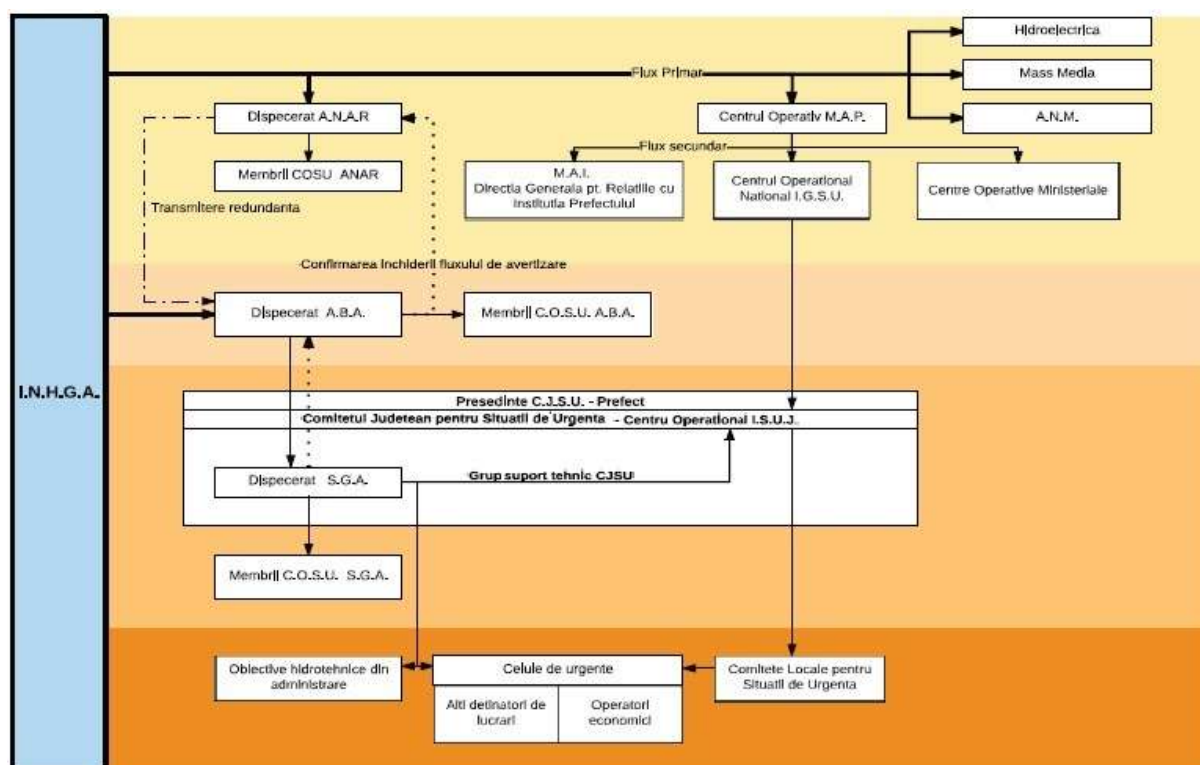 Hidroelectrica
Flux Primar
Mass Media
Dispecerat A.N.A.R
Centrul Operativ M.A.P.
A.N.M.
Flux secundar
Membrii COSU ANAR
M.A.I.
Directia Generala pt. Relatiile cu
Institutia Prefectului
Centrul Operational
National I.G.S.U.
Centre Operative Ministeriale
Transmitere redundanta
Confirmarea inchiderii fluxului de avertizare
Dispecerat A.B.A.
Membrii C.O.S.U. A.B.A.
I.N.H.G.A.
Presedinte C.J.S.U. - Prefect
Comitetul Judetean pentru Situatii de Urgenta - Centru Operational I.S.U.J.
Dispecerat S.G.A.
Grup suport tehnic CJSU
Membrii C.O.S.U. S.G.A.
Obiective hidrotehnice din
administrare
Celule de urgente
Comitete Locale pentru
Situatii de Urgenta
Alti detinatori de
lucrari
Operatori
economici